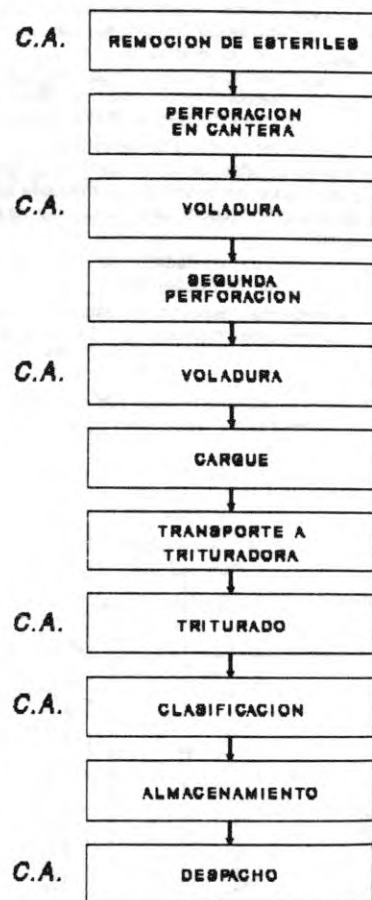 C.A. REMOCION DE ESTERILES
PERFORACION
EN CANTERA
C.A. VOLADURA
SEGUNDA
PERFORACION
C.A. VOLADURA
CARGUE
TRANSPORTE A
TRITURADORA
C.A. TRITURADO
C.A. CLASIFICACION
ALMACENAMIENTO
C.A. DESPACHO